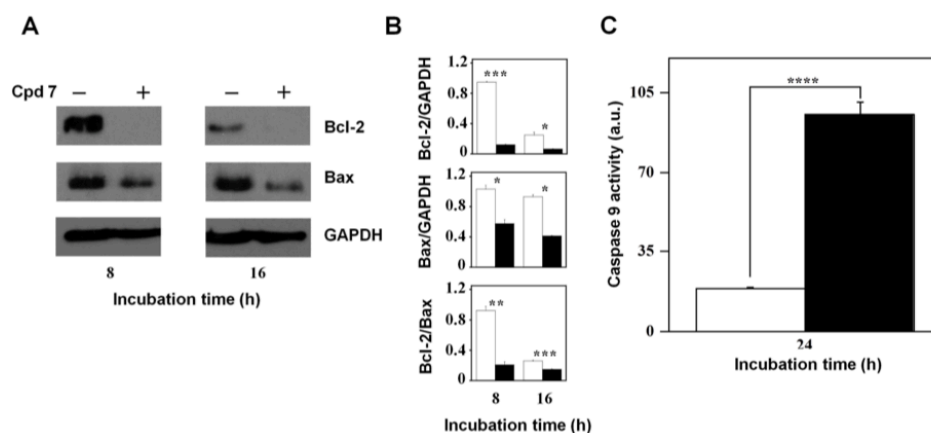 A
Cpd 7 − + − +
Bcl-2
Bax
GAPDH
8 16
Incubation time (h)
B
Bcl-2/GAPDH
1.2
0.8
0.4
0
***
*
Bax/GAPDH
1.2
0.8
0.4
0
*
*
Bcl-2/Bax
1.2
0.8
0.4
0
**
***
8 16
Incubation time (h)
C
Caspase 9 activity (a.u.)
105
70
35
0
****
24
Incubation time (h)